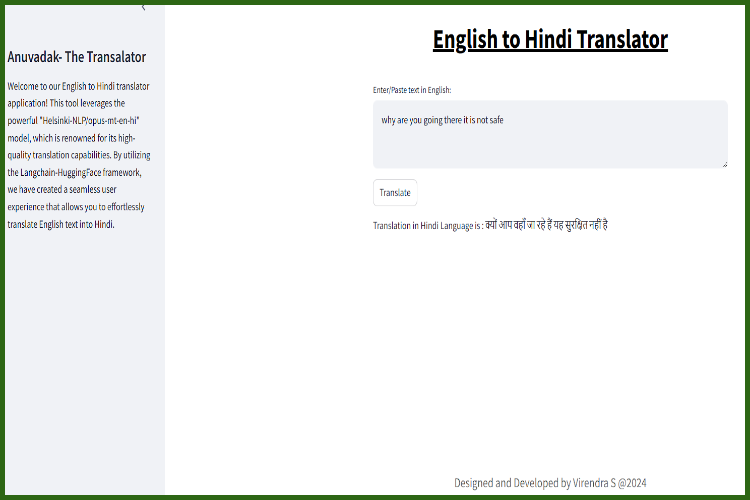 Anuvadak- The Transalator
Welcome to our English to Hindi translator
application! This tool leverages the
powerful "Helsinki-NLP/opus-mt-en-hi"
model, which is renowned for its high-
quality translation capabilities. By utilizing
the Langchain-HuggingFace framework,
we have created a seamless user
experience that allows you to effortlessly
translate English text into Hindi.
English to Hindi Translator
Enter/Paste text in English:
why are you going there it is not safe
Translate
Translation in Hindi Language is : क्यों आप वहाँ जा रहे हैं यह सुरक्षित नहीं है
Designed and Developed by Virendra S @2024